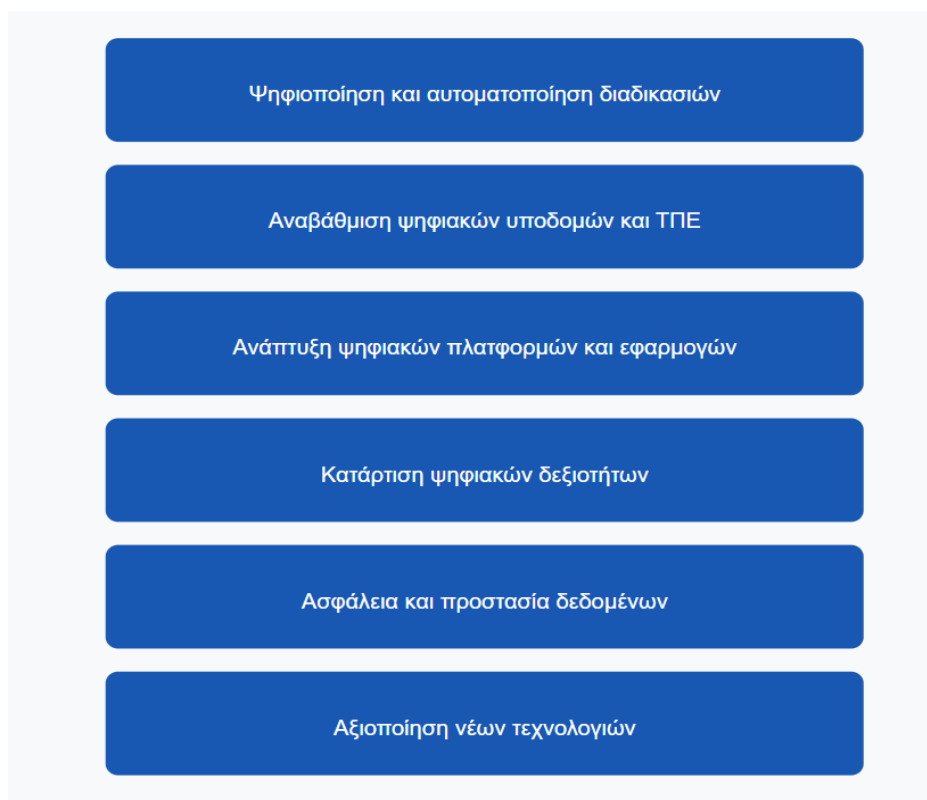 Ψηφιοποίηση και αυτοματοποίηση διαδικασιών
Αναβάθμιση ψηφιακών υποδομών και ΤΠΕ
Ανάπτυξη ψηφιακών πλατφορμών και εφαρμογών
Κατάρτιση ψηφιακών δεξιοτήτων
Ασφάλεια και προστασία δεδομένων
Αξιοποίηση νέων τεχνολογιών